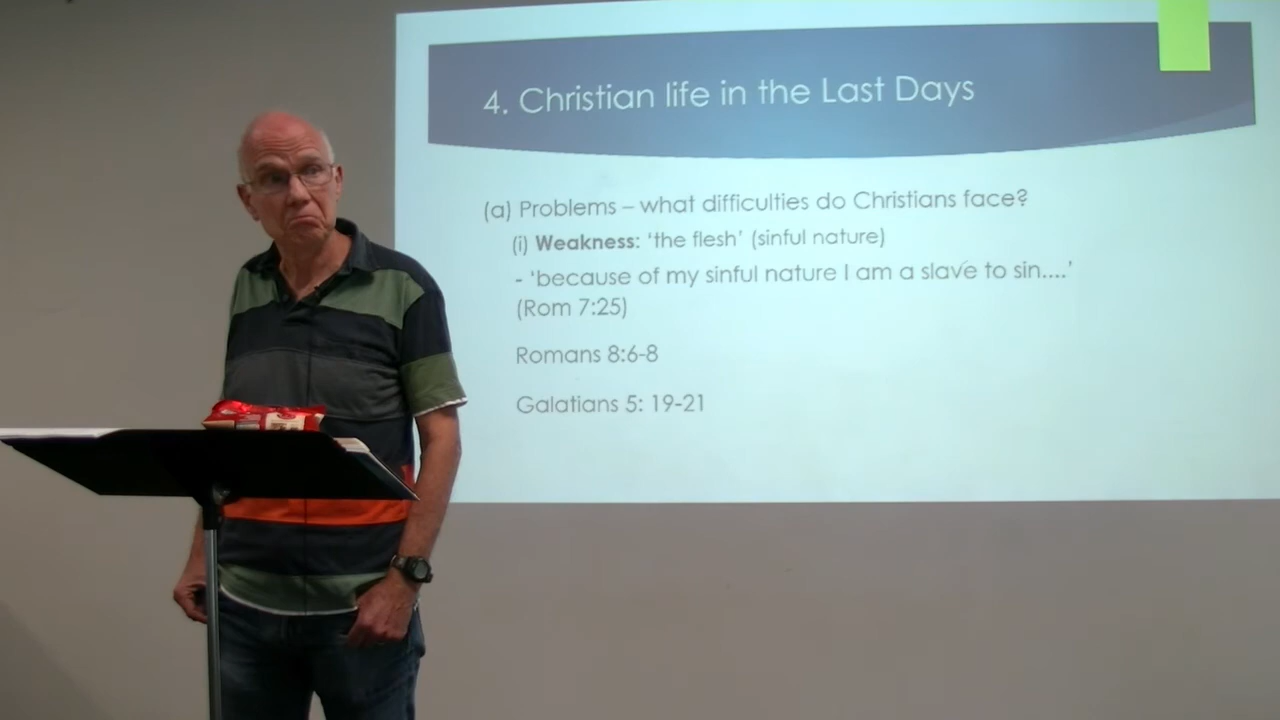 4. Christian life in the Last Days
(a) Problems – what difficulties do Christians face?
(i) Weakness: ‘the flesh’ (sinful nature)
- ‘because of my sinful nature I am a slave to sin....’
(Rom 7:25)
Romans 8:6-8
Galatians 5: 19-21